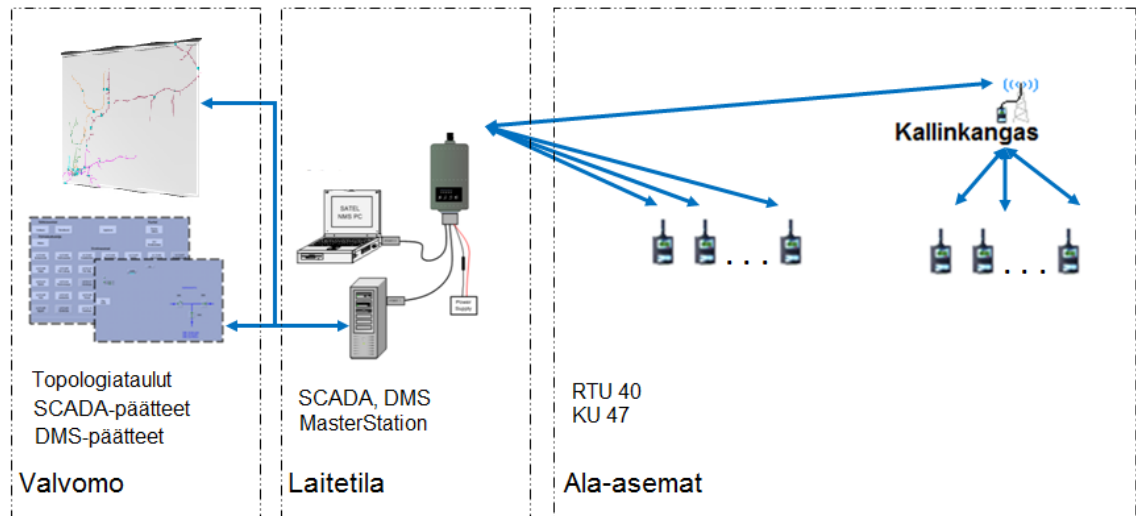 Topologiataulut
SCADA-päätteet
DMS-päätteet
Valvomo
SATEL
NMS PC
Power
Supply
SCADA, DMS
MasterStation
Laitetila
Kallinkangas
. . .
. . .
RTU 40
KU 47
Ala-asemat